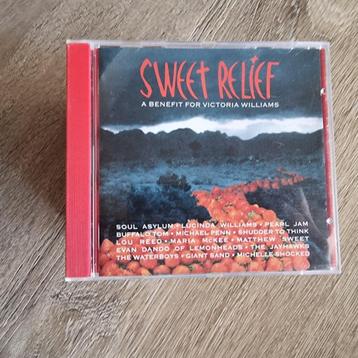 SWEET RELIEF
A BENEFIT FOR VICTORIA WILLIAMS
SOUL ASYLUM • LUCINDA WILLIAMS • PEARL JAM
BUFFALO TOM • MICHAEL PENN • SHUDDER TO THINK
LOU REED • MARIA MCKEE • MATTHEW SWEET
EVAN DANDO OF LEMONHEADS • THE JAYHAWKS
THE WATERBOYS • GIANT SAND • MICHELLE SHOCKED